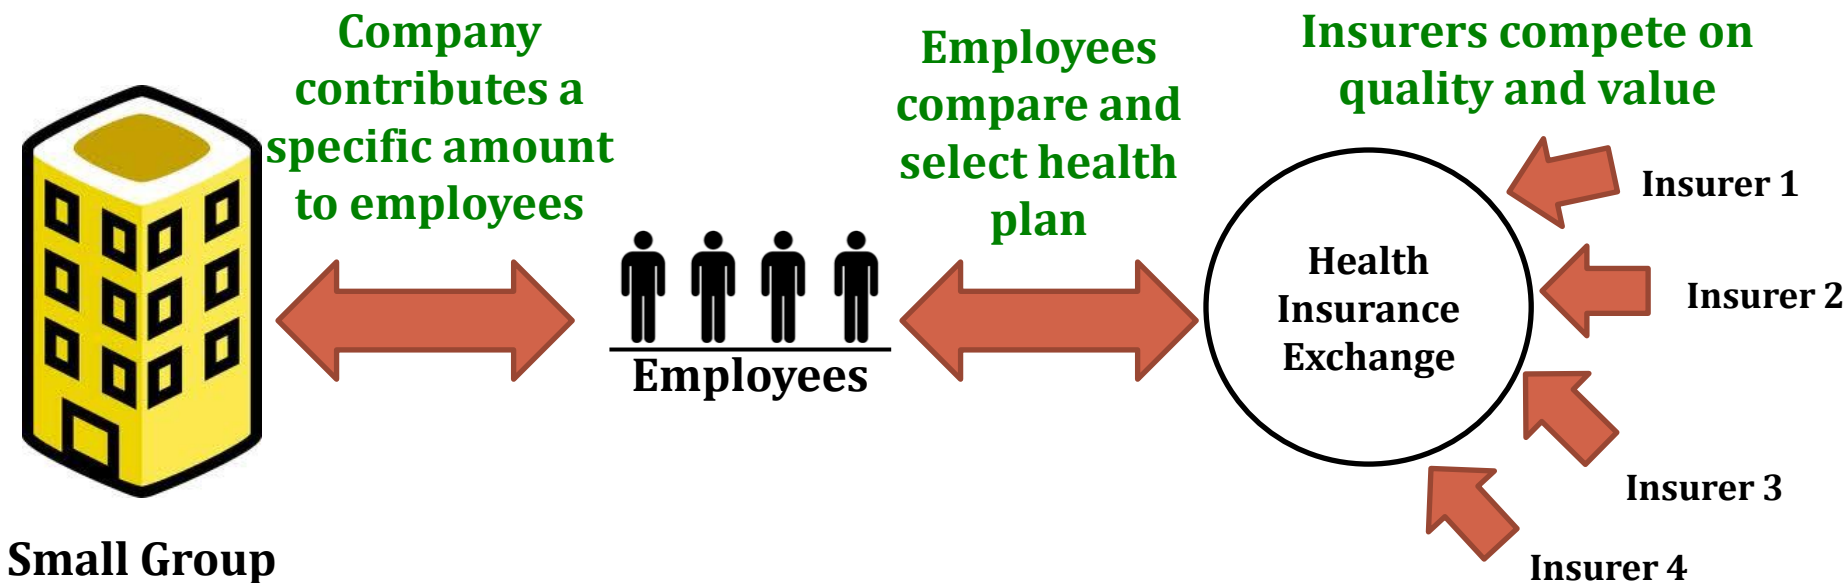 Company
contributes a
specific amount
to employees
Employees
compare and
select health
plan
Insurers compete on
quality and value
Insurer 1
Health
Insurance
Exchange
Insurer 2
Employees
Insurer 3
Small Group
Insurer 4